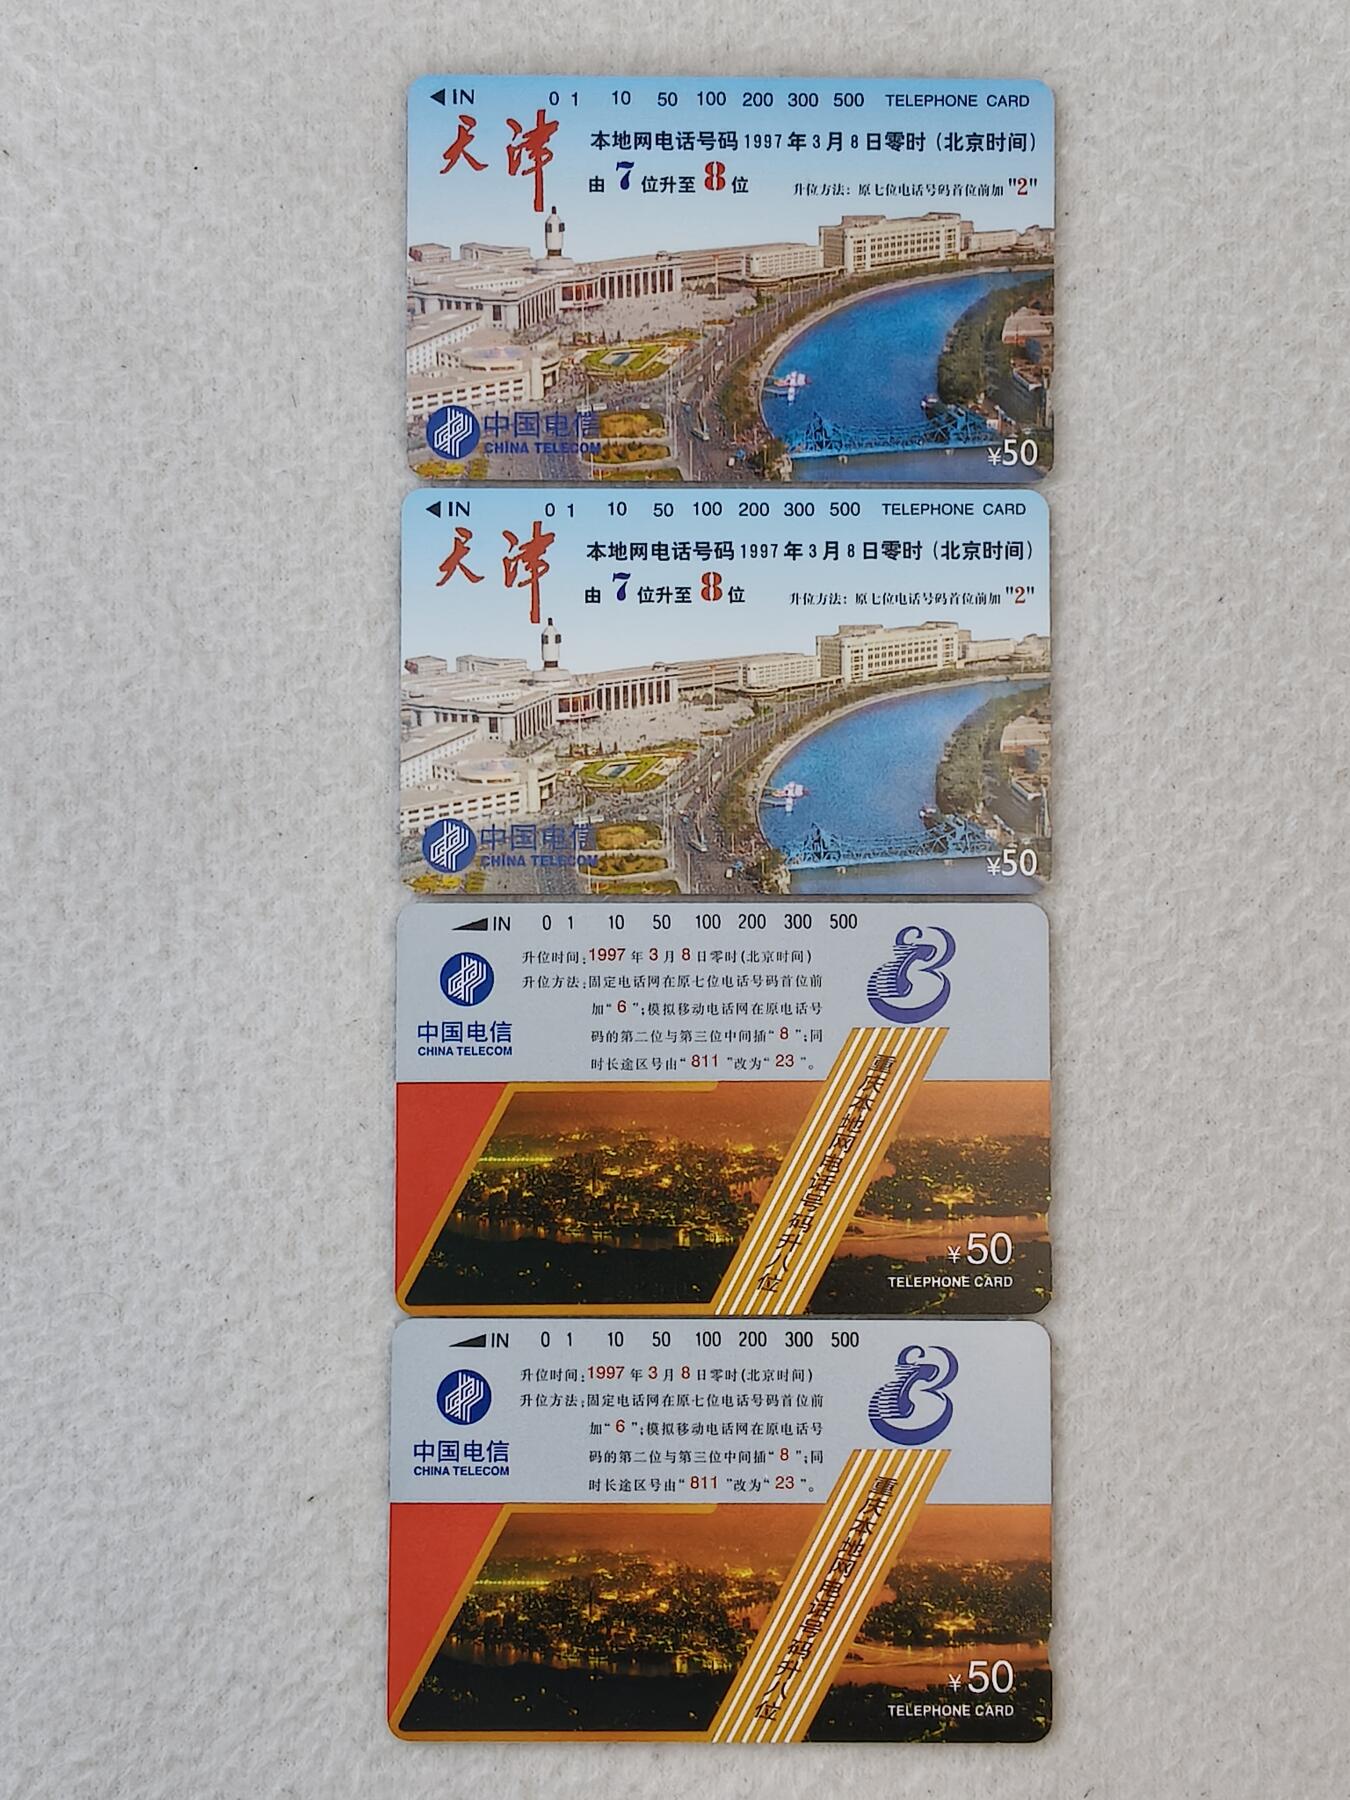 IN 0 1 10 50 100 200 300 500 TELEPHONE CARD
天津
本地网电话号码1997年3月8日零时（北京时间）
由7位升至8位 升位方法：原七位电话号码首位前加"2"
中国电信
CHINA TELECOM
¥50
IN 0 1 10 50 100 200 300 500 TELEPHONE CARD
天津
本地网电话号码1997年3月8日零时（北京时间）
由7位升至8位 升位方法：原七位电话号码首位前加"2"
中国电信
CHINA TELECOM
¥50
IN 0 1 10 50 100 200 300 500
升位时间：1997年3月8日零时(北京时间)
升位方法：固定电话网在原七位电话号码首位前
加“6”；模拟移动电话网在原电话号
码的第二位与第三位中间插“8”；同
时长途区号由“811”改为“23”。
中国电信
CHINA TELECOM
重庆本地网电话号码升八位
¥50
TELEPHONE CARD
IN 0 1 10 50 100 200 300 500
升位时间：1997年3月8日零时(北京时间)
升位方法：固定电话网在原七位电话号码首位前
加“6”；模拟移动电话网在原电话号
码的第二位与第三位中间插“8”；同
时长途区号由“811”改为“23”。
中国电信
CHINA TELECOM
重庆本地网电话号码升八位
¥50
TELEPHONE CARD